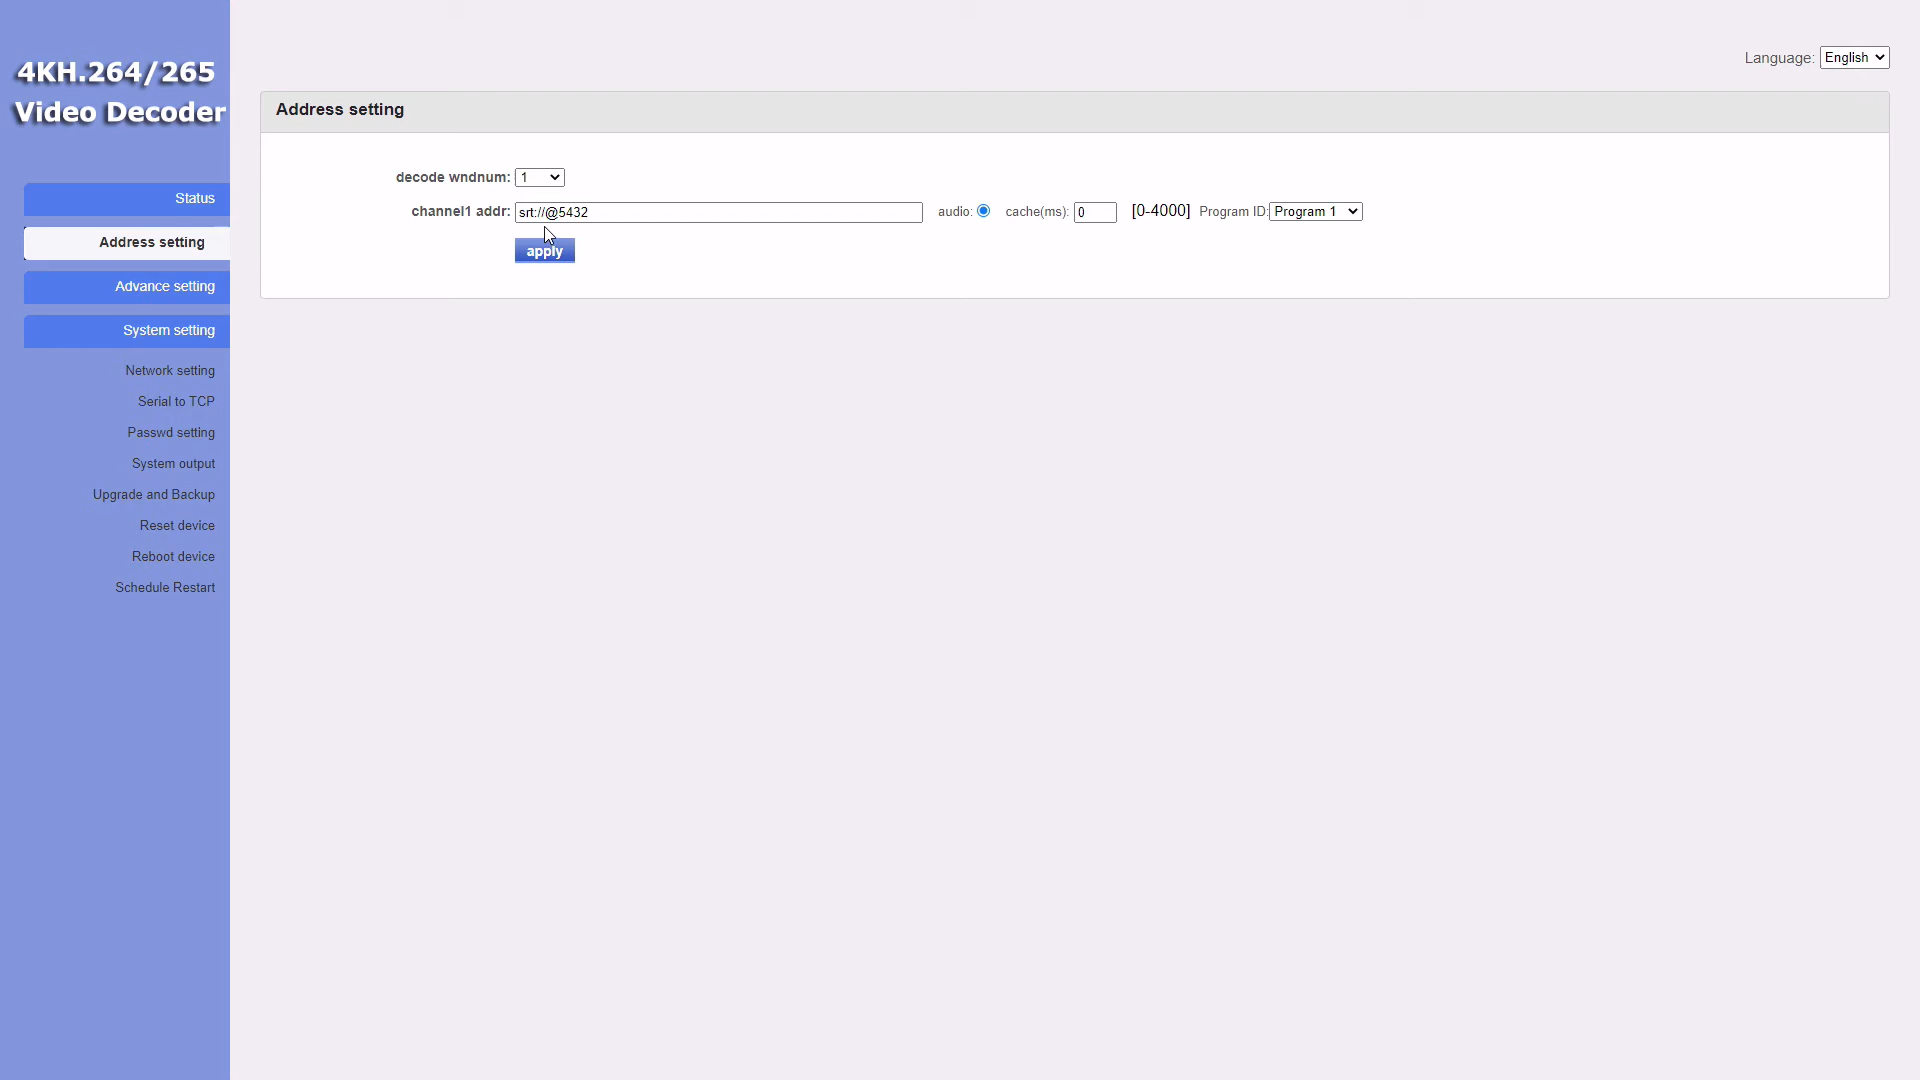 4KH.264/265
Video Decoder
Status
Address setting
Advance setting
System setting
Network setting
Serial to TCP
Passwd setting
System output
Upgrade and Backup
Reset device
Reboot device
Schedule Restart
Language: English
Address setting
decode wndnum: 1
channel1 addr: srt://@5432 audio: cache(ms): 0 [0-4000] Program ID: Program 1
apply